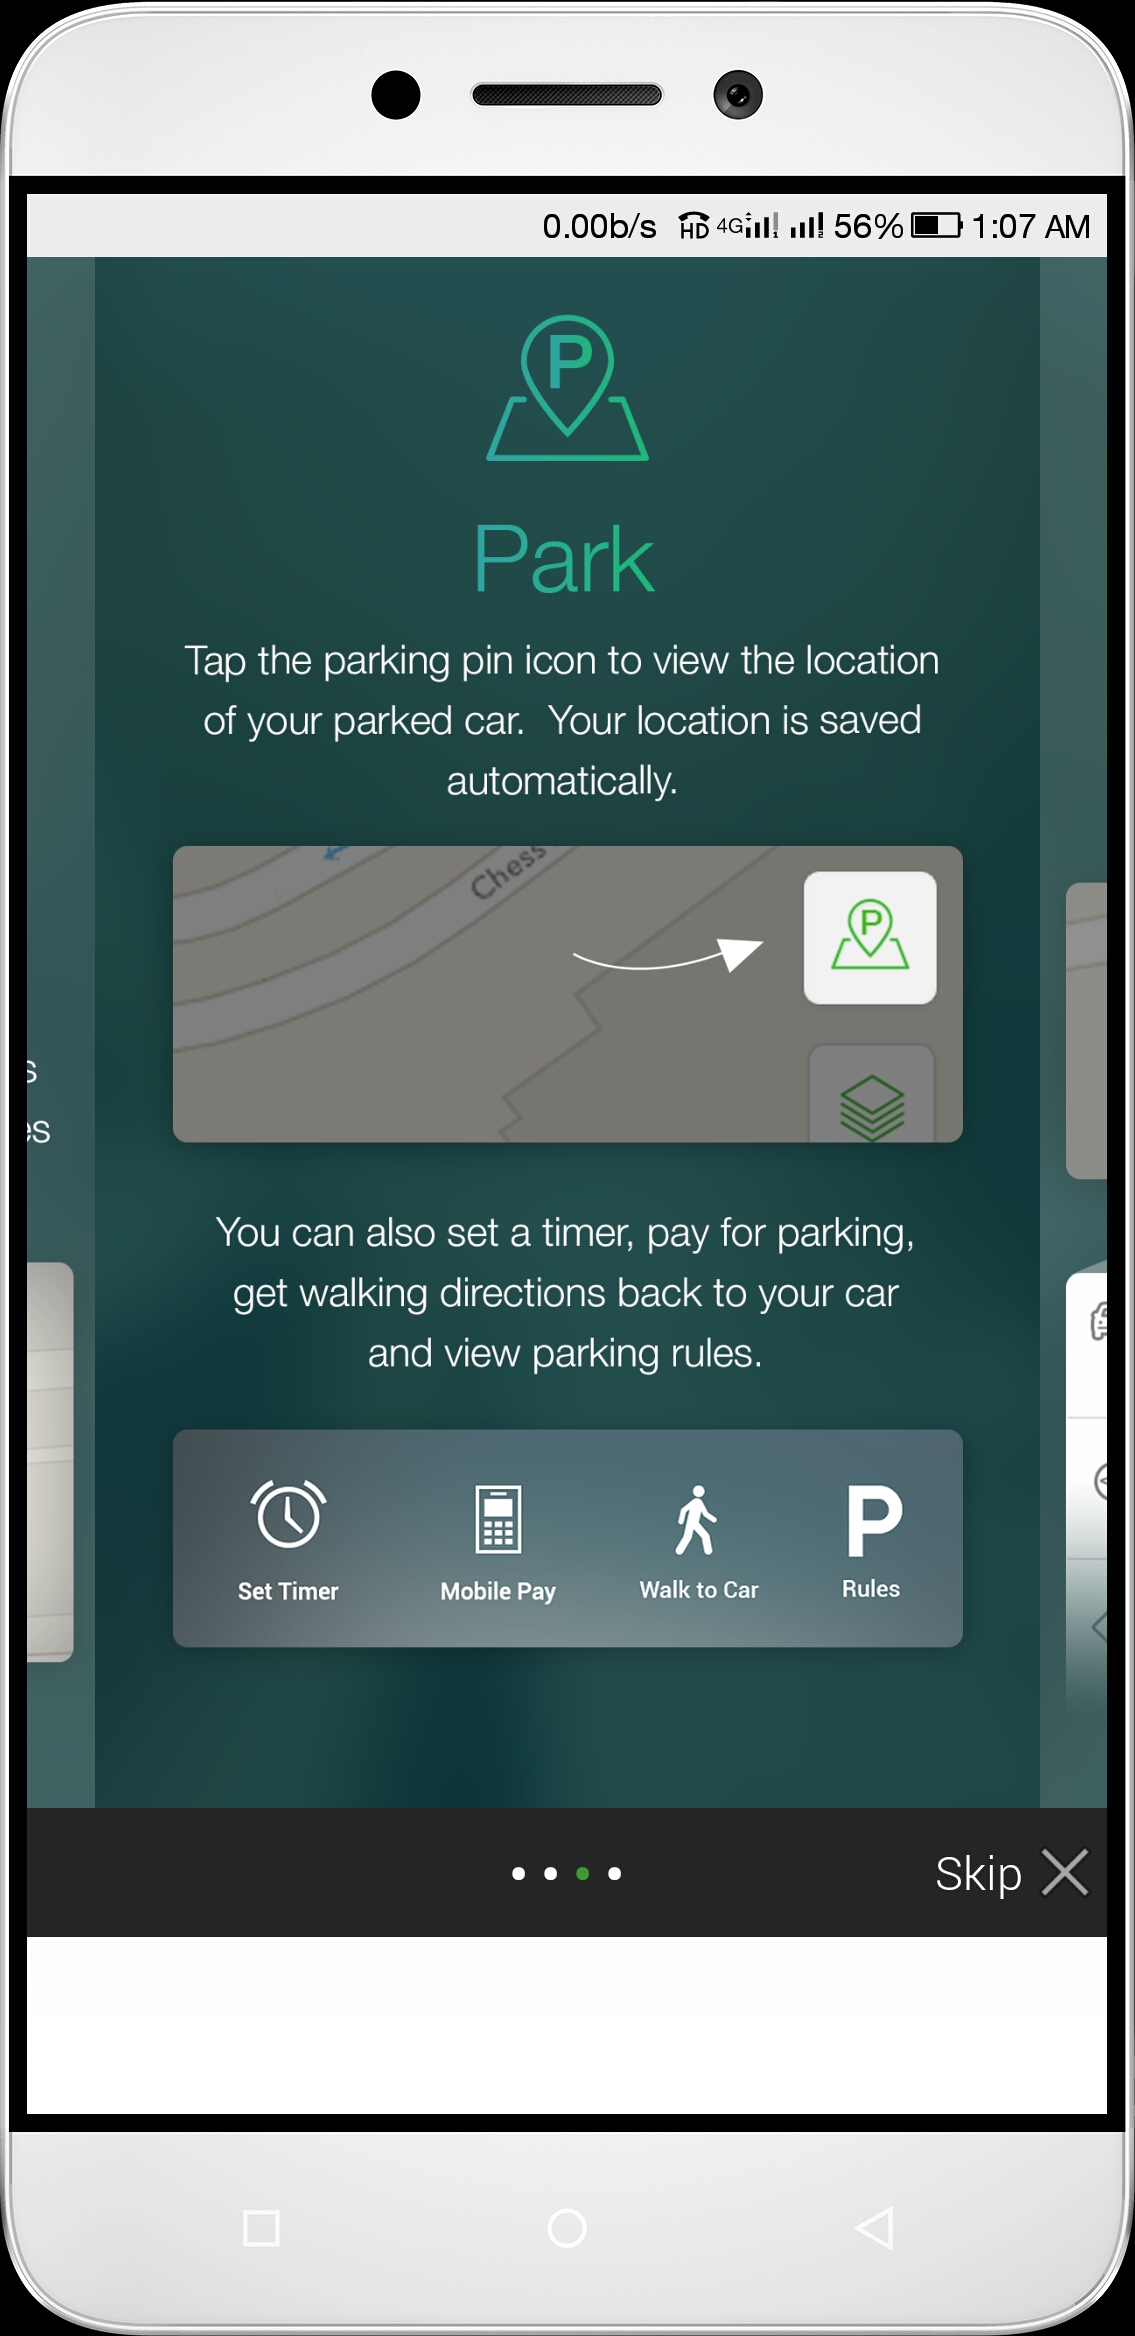 0.00b/s HD 4G 1 2 56% 1:07 AM
P
Park
Tap the parking pin icon to view the location
of your parked car.  Your location is saved
automatically.
Chess
P
s
es
You can also set a timer, pay for parking,
get walking directions back to your car
and view parking rules.
P
Set Timer Mobile Pay Walk to Car Rules
Skip